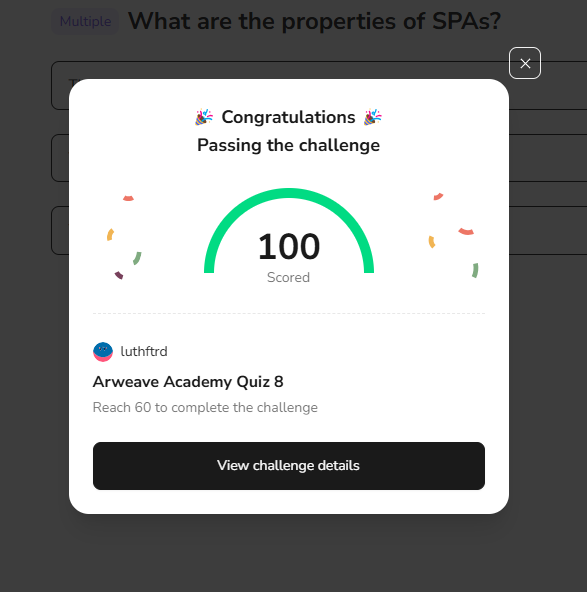 Multiple What are the properties of SPAs?
Congratulations
Passing the challenge
100
Scored
luthftrd
Arweave Academy Quiz 8
Reach 60 to complete the challenge
View challenge details